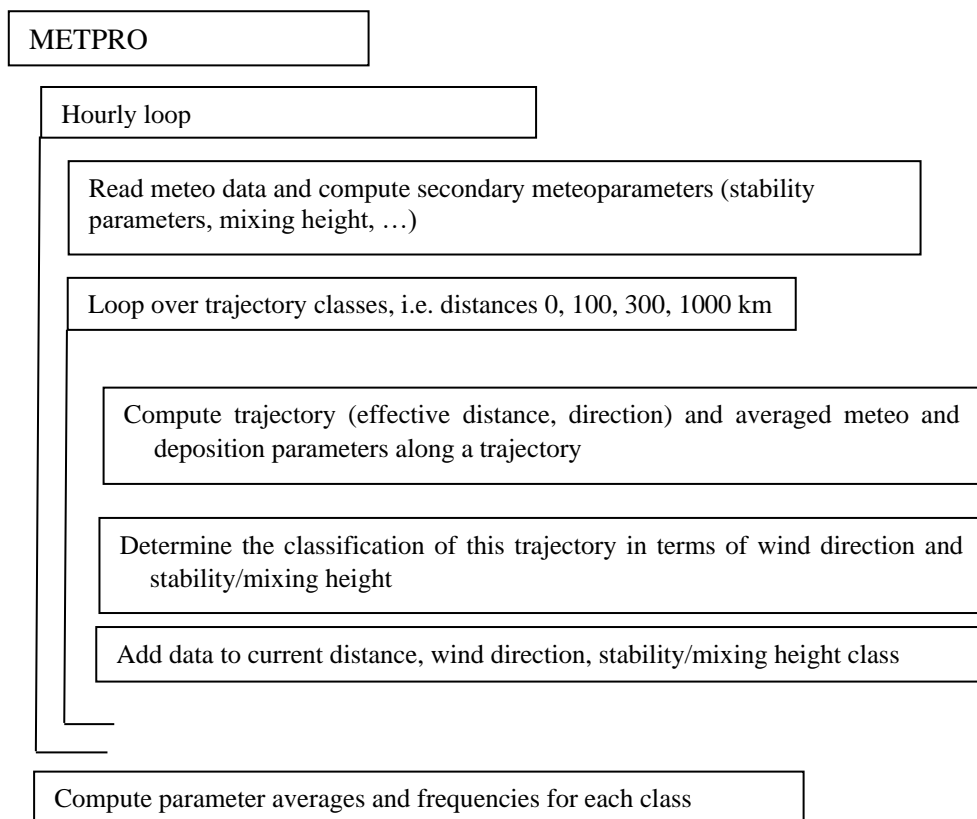 METPRO
Hourly loop
Read meteo data and compute secondary meteoparameters (stability
parameters, mixing height, …)
Loop over trajectory classes, i.e. distances 0, 100, 300, 1000 km
Compute trajectory (effective distance, direction) and averaged meteo and
deposition parameters along a trajectory
Determine the classification of this trajectory in terms of wind direction and
stability/mixing height
Add data to current distance, wind direction, stability/mixing height class
Compute parameter averages and frequencies for each class